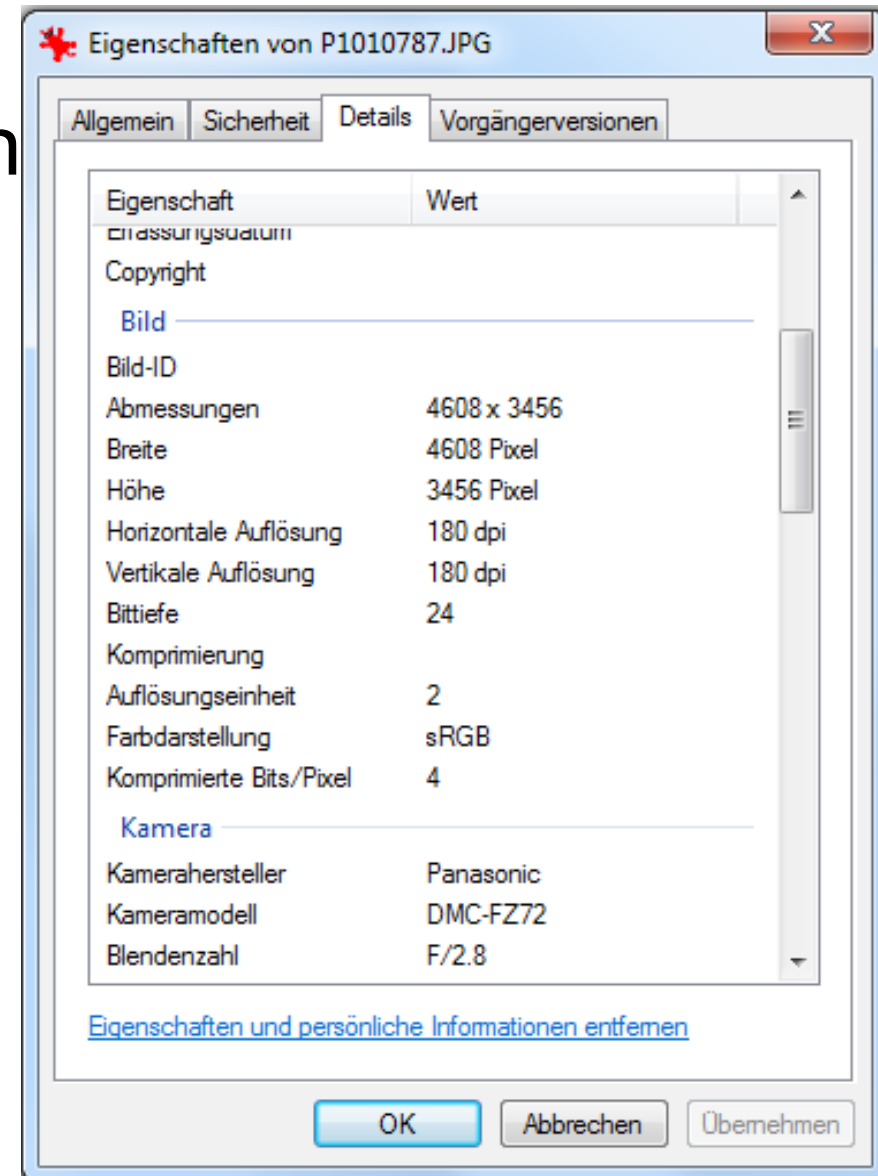 Eigenschaften von P1010787.JPG
n
Allgemein Sicherheit Details Vorgängerversionen
Eigenschaft Wert
Erfassungsdatum
Copyright
Bild
Bild-ID
Abmessungen 4608 x 3456
Breite 4608 Pixel
Höhe 3456 Pixel
Horizontale Auflösung 180 dpi
Vertikale Auflösung 180 dpi
Bittiefe 24
Komprimierung
Auflösungseinheit 2
Farbdarstellung sRGB
Komprimierte Bits/Pixel 4
Kamera
Kamerahersteller Panasonic
Kameramodell DMC-FZ72
Blendenzahl F/2.8
Eigenschaften und persönliche Informationen entfernen
OK Abbrechen Übernehmen